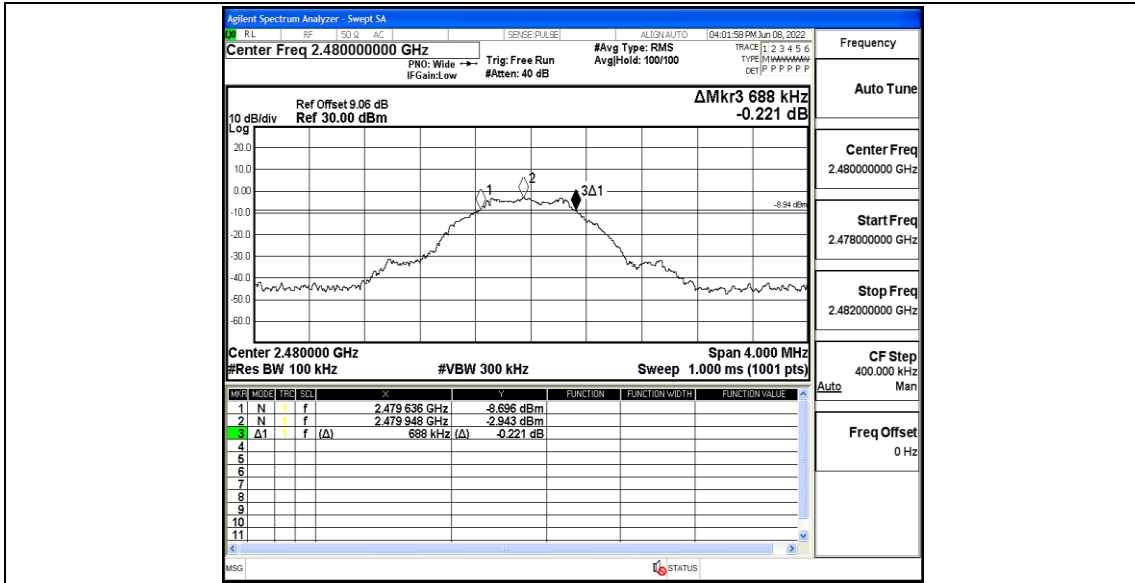 Agilent Spectrum Analyzer - Swept SA
RL RF 50 Ω AC SENSE:PULSE ALIGN AUTO 04:01:58 PM Jun 08, 2022
Center Freq 2.480000000 GHz
PNO: Wide
IFGain:Low
Trig: Free Run
#Atten: 40 dB
#Avg Type: RMS
Avg|Hold: 100/100
TRACE 1 2 3 4 5 6
TYPE M
DET P P P P P P
ΔMkr3 688 kHz
-0.221 dB
Ref Offset 9.06 dB
10 dB/div Ref 30.00 dBm
Log
20.0
10.0
0.00
-10.0
-20.0
-30.0
-40.0
-50.0
-60.0
1
2
3Δ1
-8.94 dBm
Center 2.480000 GHz Span 4.000 MHz
#Res BW 100 kHz #VBW 300 kHz Sweep 1.000 ms (1001 pts)
MKR MODE TRC SCL X Y FUNCTION FUNCTION WIDTH FUNCTION VALUE
1 N 1 f 2.479 636 GHz -8.696 dBm
2 N 1 f 2.479 948 GHz -2.943 dBm
3 Δ1 1 f (Δ) 688 kHz (Δ) -0.221 dB
4
5
6
7
8
9
10
11
MSG STATUS
Frequency
Auto Tune
Center Freq
2.480000000 GHz
Start Freq
2.478000000 GHz
Stop Freq
2.482000000 GHz
CF Step
400.000 kHz
Auto Man
Freq Offset
0 Hz